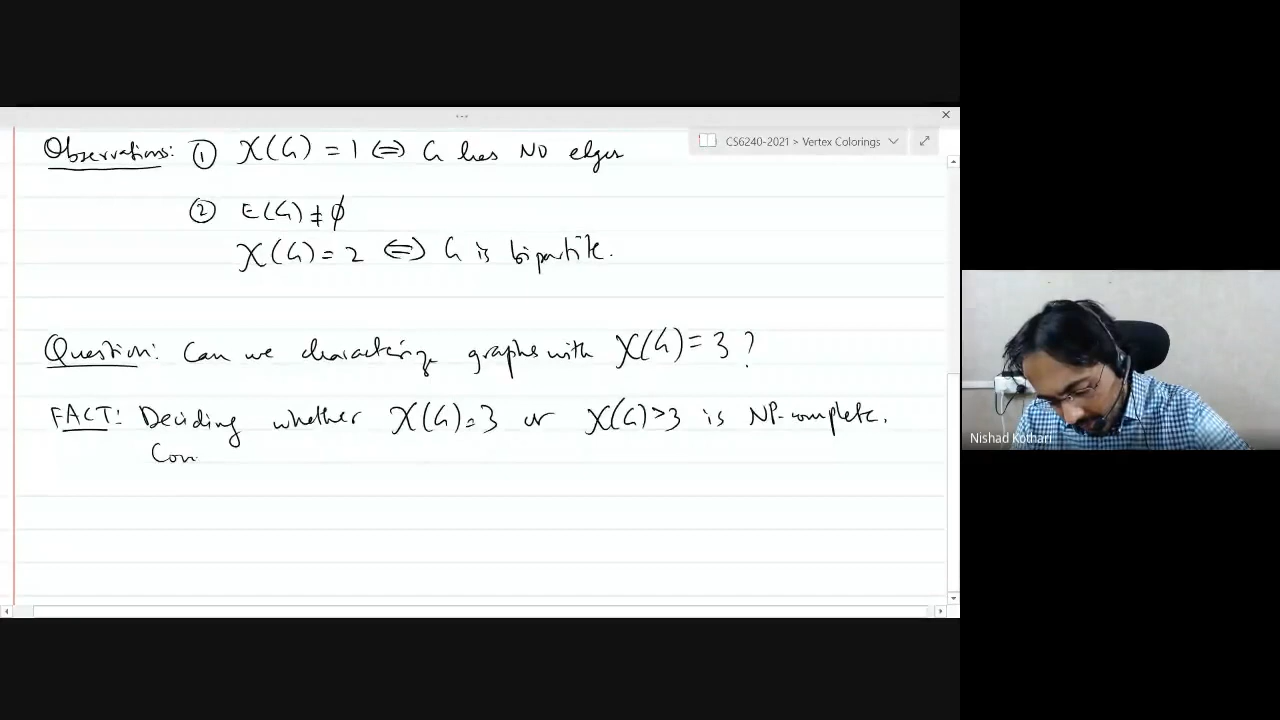 CS6240-2021 > Vertex Colorings
Observations: ① χ(G) = 1 ⇔ G has NO edges
② E(G) ≠ ∅
χ(G) = 2 ⇔ G is bipartite.
Question: Can we characterize graphs with χ(G) = 3 ?
FACT: Deciding whether χ(G) = 3 or χ(G) > 3 is NP-complete.
Con
Nishad Kothari